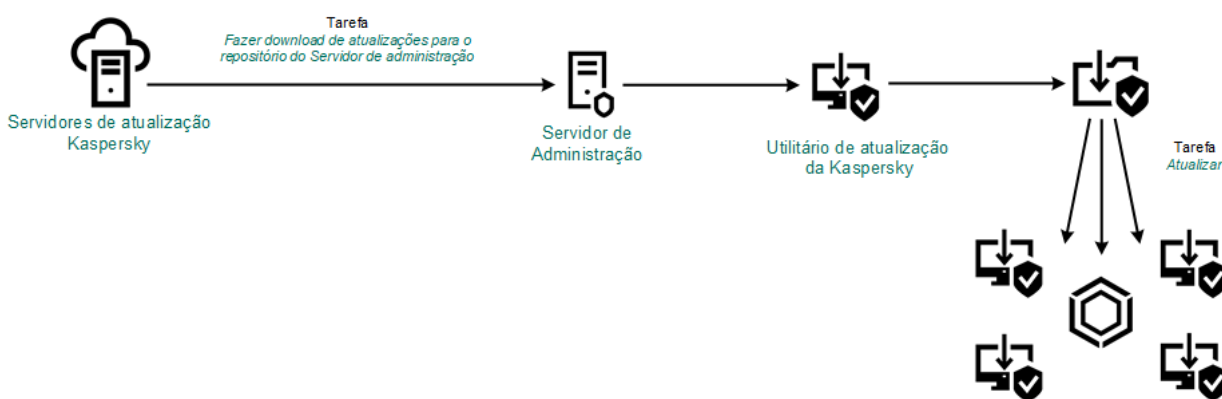 Tarefa
Fazer download de atualizações para o
repositório do Servidor de administração
Servidores de atualização
Kaspersky
Servidor de
Administração
Utilitário de atualização
da Kaspersky
Tarefa
Atualizar